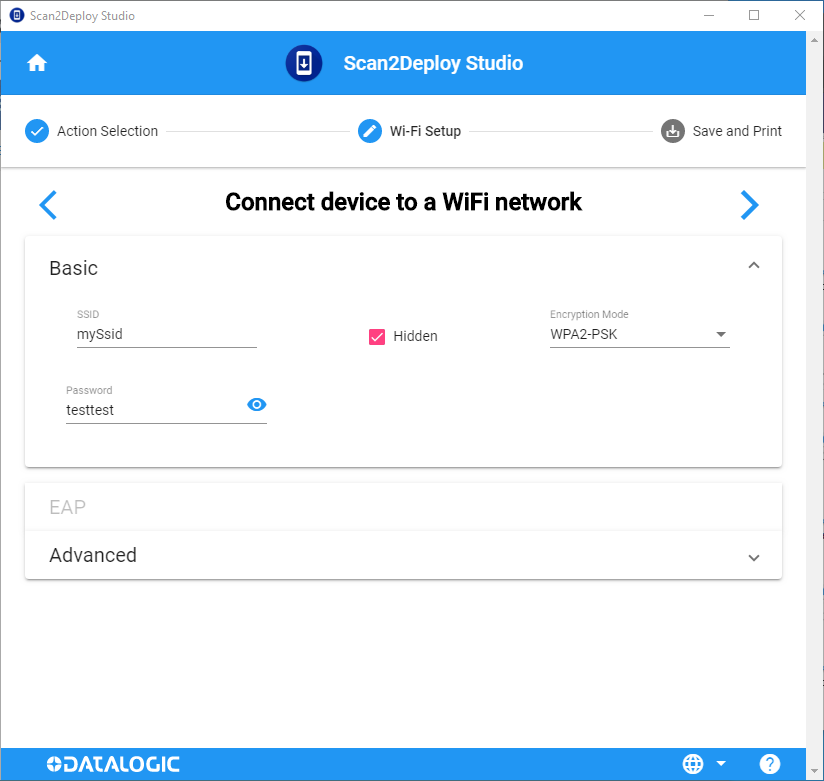 Scan2Deploy Studio
Scan2Deploy Studio
Action Selection
Wi-Fi Setup
Save and Print
Connect device to a WiFi network
Basic
SSID
mySsid
Hidden
Encryption Mode
WPA2-PSK
Password
testtest
EAP
Advanced
DATALOGIC
?